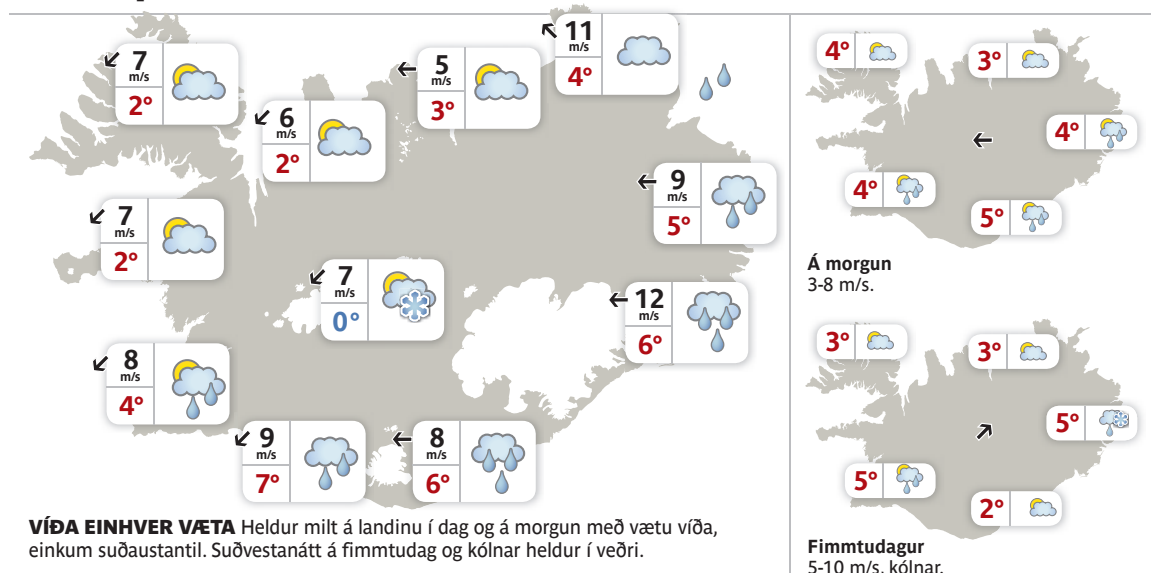 7
m/s
2°
6
m/s
2°
5
m/s
3°
11
m/s
4°
7
m/s
2°
9
m/s
5°
7
m/s
0°
12
m/s
6°
8
m/s
4°
9
m/s
7°
8
m/s
6°
VÍÐA EINHVER VÆTA Heldur milt á landinu í dag og á morgun með vætu víða,
einkum suðaustantil. Suðvestanátt á fimmtudag og kólnar heldur í veðri.
4°
3°
4°
4°
5°
Á morgun
3-8 m/s.
3°
3°
5°
5°
2°
Fimmtudagur
5-10 m/s, kólnar.